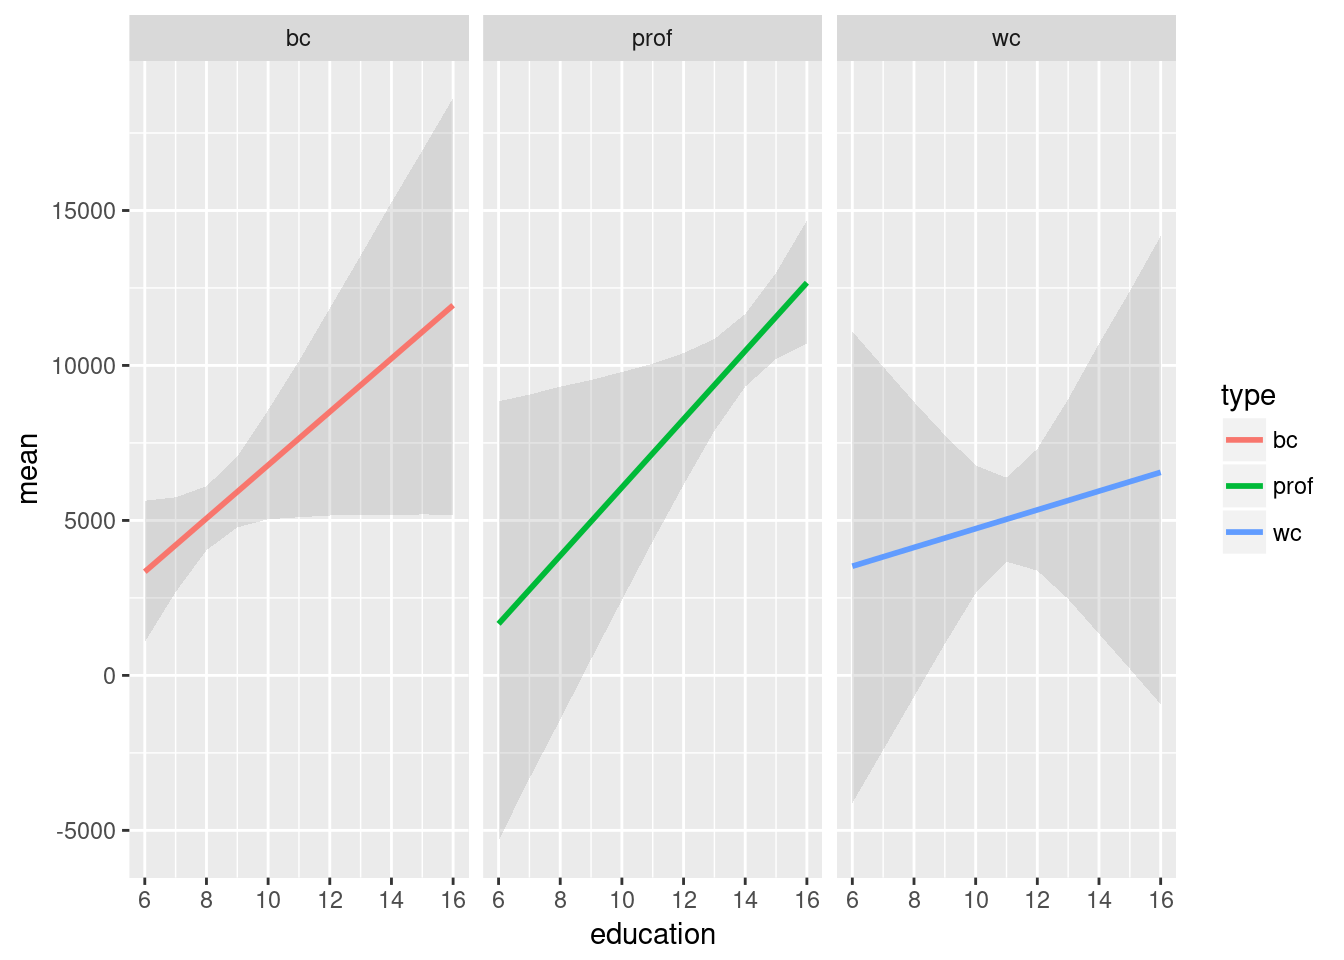 bc prof wc
15000
10000
5000
0
-5000
mean
6 8 10 12 14 16 6 8 10 12 14 16 6 8 10 12 14 16
education
type
bc
prof
wc